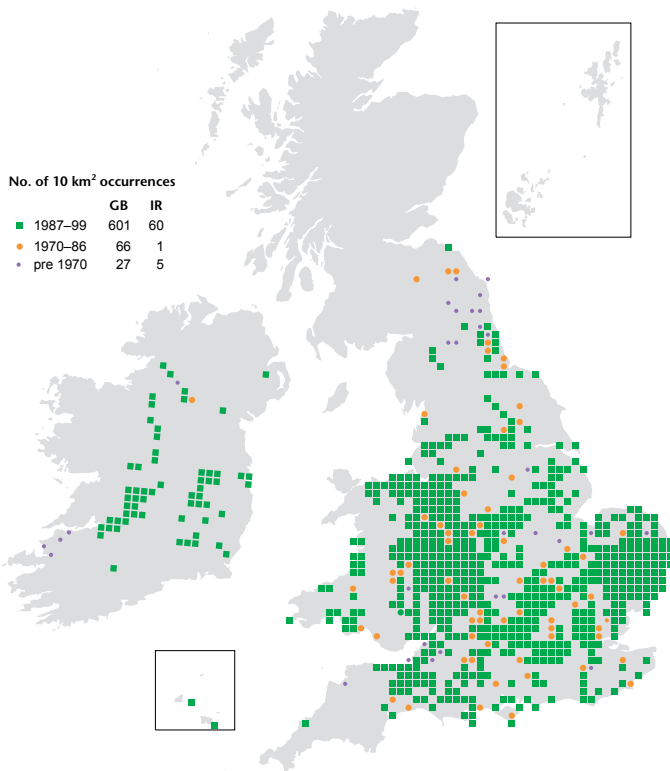 No. of 10 km² occurrences
GB IR
1987–99 601 60
1970–86 66 1
pre 1970 27 5